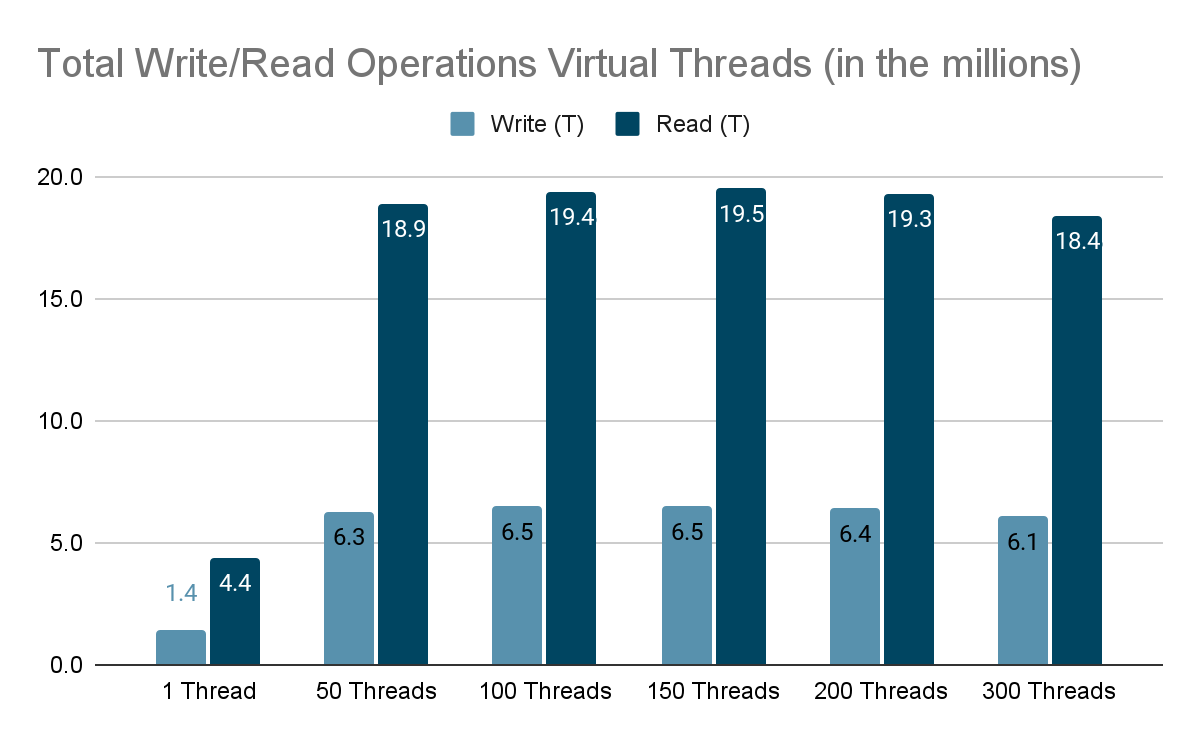 Total Write/Read Operations Virtual Threads (in the millions)
Write (T) Read (T)
20.0
15.0
10.0
5.0
0.0
1.4 4.4 6.3 18.9 6.5 19.4 6.5 19.5 6.4 19.3 6.1 18.4
1 Thread 50 Threads 100 Threads 150 Threads 200 Threads 300 Threads